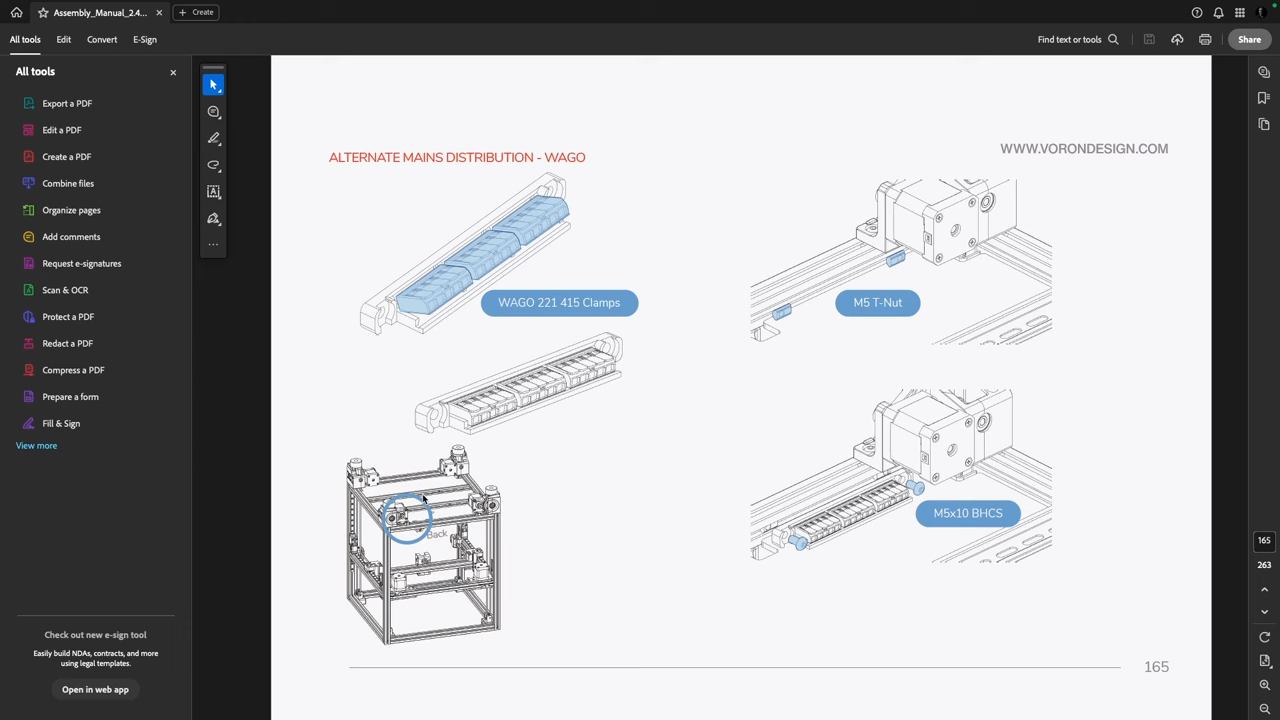 Assembly_Manual_2.4...
Create
All tools
Edit
Convert
E-Sign
Find text or tools
Share
All tools
Export a PDF
Edit a PDF
Create a PDF
Combine files
Organize pages
Add comments
Request e-signatures
Scan & OCR
Protect a PDF
Redact a PDF
Compress a PDF
Prepare a form
Fill & Sign
View more
Check out new e-sign tool
Easily build NDAs, contracts, and more
using legal templates.
Open in web app
ALTERNATE MAINS DISTRIBUTION - WAGO
WWW.VORONDESIGN.COM
WAGO 221 415 Clamps
M5 T-Nut
M5x10 BHCS
Back
165
165
263